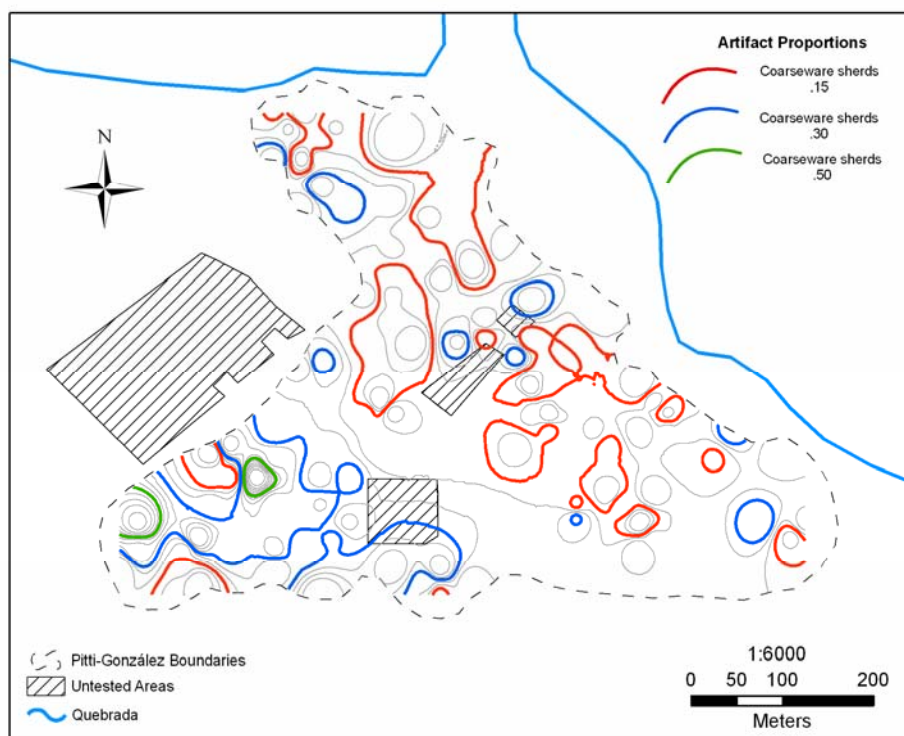 Artifact Proportions
Coarseware sherds
.15
Coarseware sherds
.30
Coarseware sherds
.50
N
Pitti-González Boundaries
Untested Areas
Quebrada
1:6000
0 50 100 200
Meters